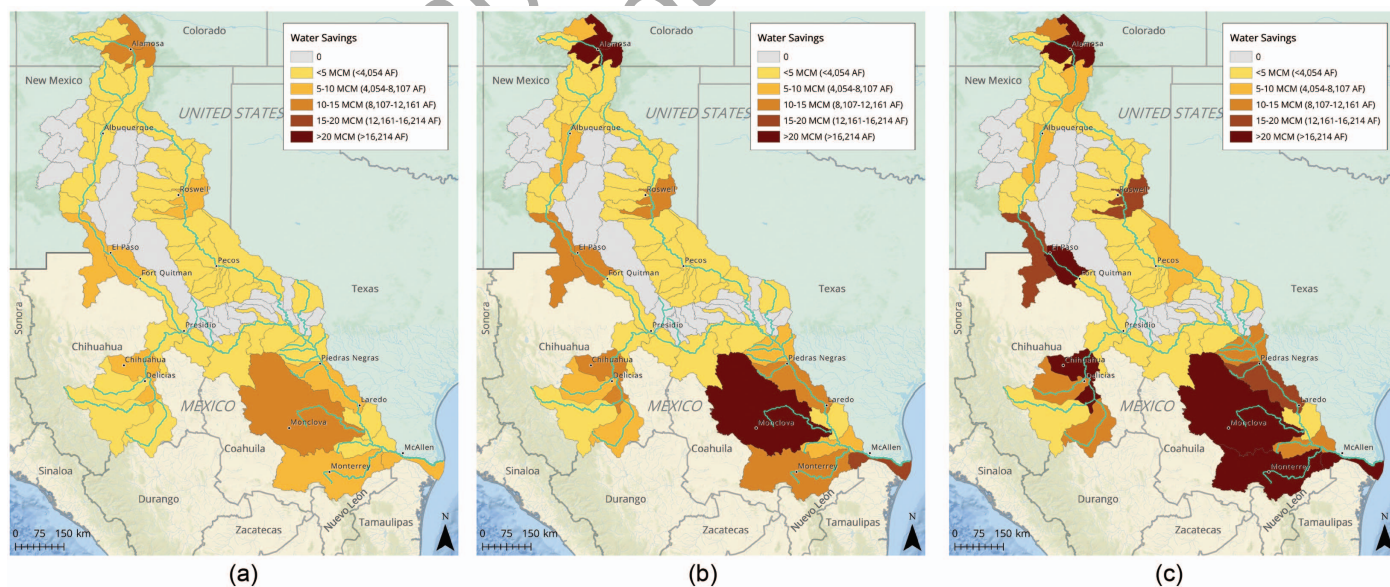 Colorado
Water Savings
0
<5 MCM (<4,054 AF)
5-10 MCM (4,054-8,107 AF)
10-15 MCM (8,107-12,161 AF)
15-20 MCM (12,161-16,214 AF)
>20 MCM (>16,214 AF)
Alamosa
New Mexico
UNITED STATES
Albuquerque
Roswell
El Paso
Pecos
Fort Quitman
Texas
Sonora
Presidio
Chihuahua
Chihuahua
Piedras Negras
Delicias
MEXICO
Laredo
Monclova
Coahuila
McAllen
Monterrey
Sinaloa
Durango
Nuevo León
Zacatecas
Tamaulipas
N
0 75 150 km
(a)
Colorado
Water Savings
0
<5 MCM (<4,054 AF)
5-10 MCM (4,054-8,107 AF)
10-15 MCM (8,107-12,161 AF)
15-20 MCM (12,161-16,214 AF)
>20 MCM (>16,214 AF)
Alamosa
New Mexico
UNITED STATES
Albuquerque
Roswell
El Paso
Pecos
Fort Quitman
Texas
Sonora
Presidio
Chihuahua
Chihuahua
Piedras Negras
Delicias
MEXICO
Laredo
Monclova
Coahuila
McAllen
Monterrey
Sinaloa
Durango
Nuevo León
Zacatecas
Tamaulipas
N
0 75 150 km
(b)
Colorado
Water Savings
0
<5 MCM (<4,054 AF)
5-10 MCM (4,054-8,107 AF)
10-15 MCM (8,107-12,161 AF)
15-20 MCM (12,161-16,214 AF)
>20 MCM (>16,214 AF)
Alamosa
New Mexico
UNITED STATES
Albuquerque
Roswell
El Paso
Pecos
Fort Quitman
Texas
Sonora
Presidio
Chihuahua
Chihuahua
Piedras Negras
Delicias
MEXICO
Laredo
Monclova
Coahuila
McAllen
Monterrey
Sinaloa
Durango
Nuevo León
Zacatecas
Tamaulipas
N
0 75 150 km
(c)